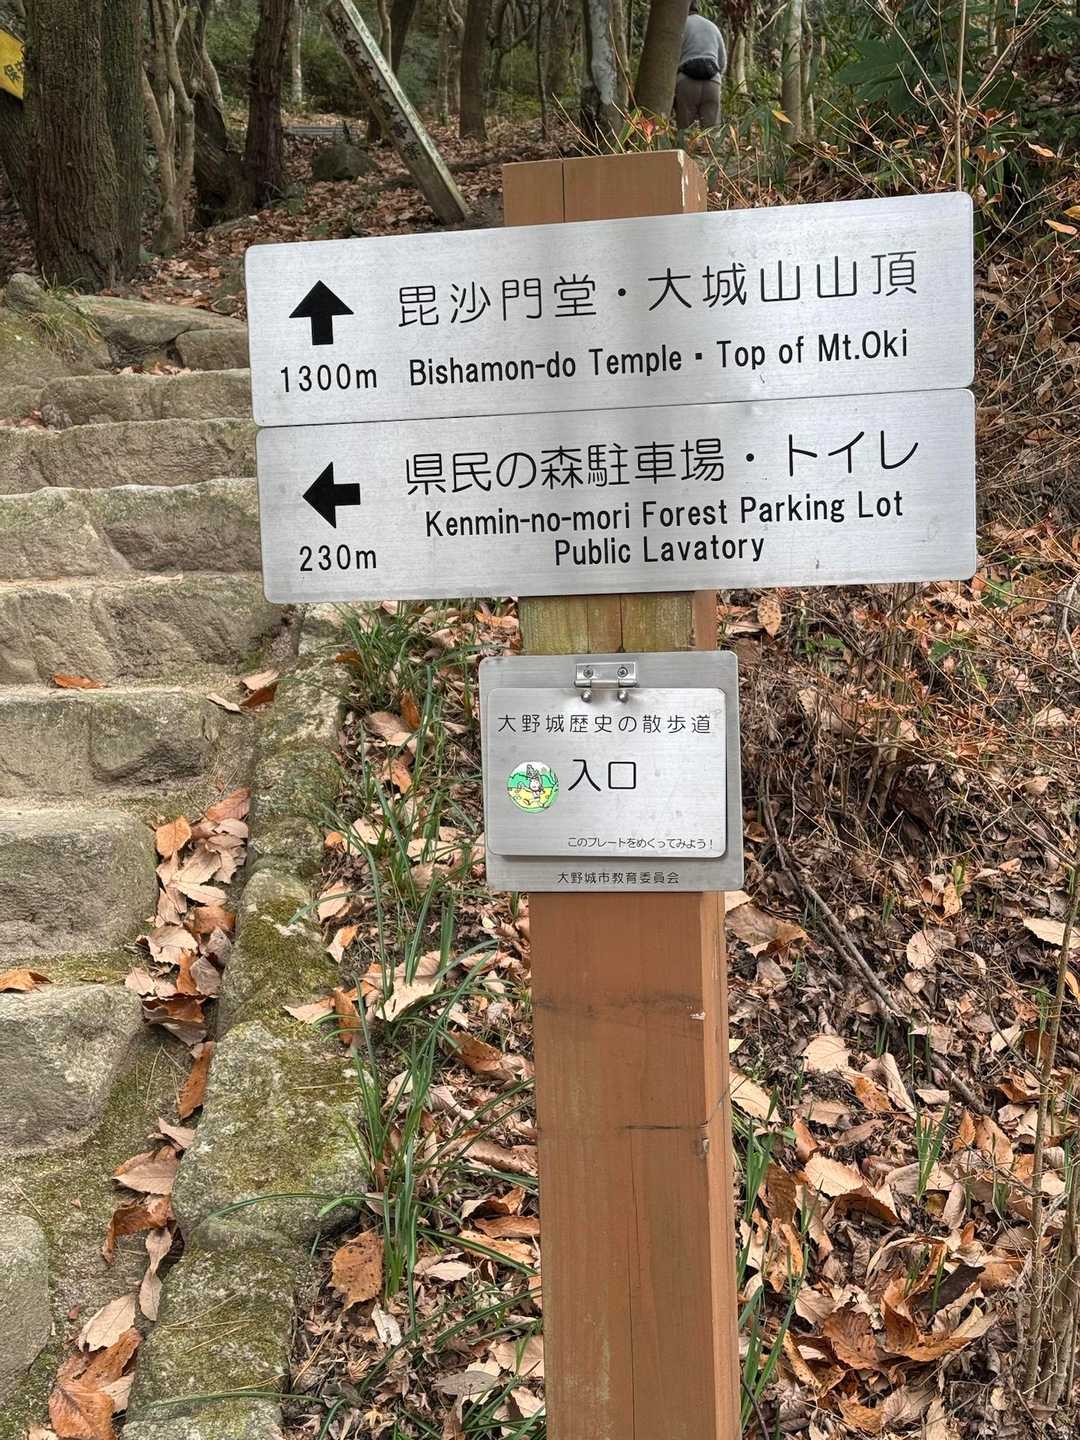 毘沙門堂・大城山山頂
1300m Bishamon-do Temple・Top of Mt.Oki
県民の森駐車場・トイレ
Kenmin-no-mori Forest Parking Lot
230m Public Lavatory
大野城歴史の散歩道
入口
このプレートをめくってみよう!
大野城市教育委員会